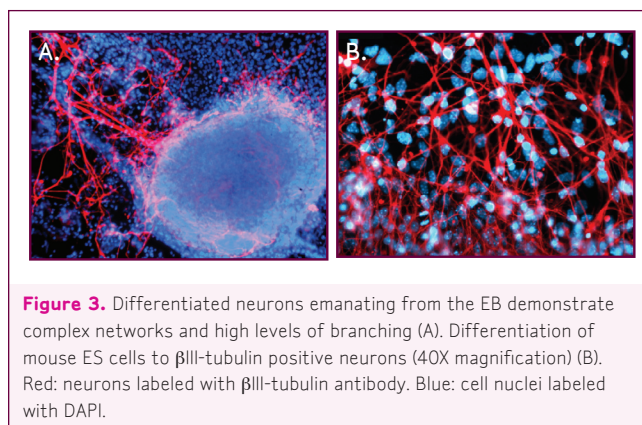 A.
B.
Figure 3. Differentiated neurons emanating from the EB demonstrate
complex networks and high levels of branching (A). Differentiation of
mouse ES cells to βIII-tubulin positive neurons (40X magnification) (B).
Red: neurons labeled with βIII-tubulin antibody. Blue: cell nuclei labeled
with DAPI.